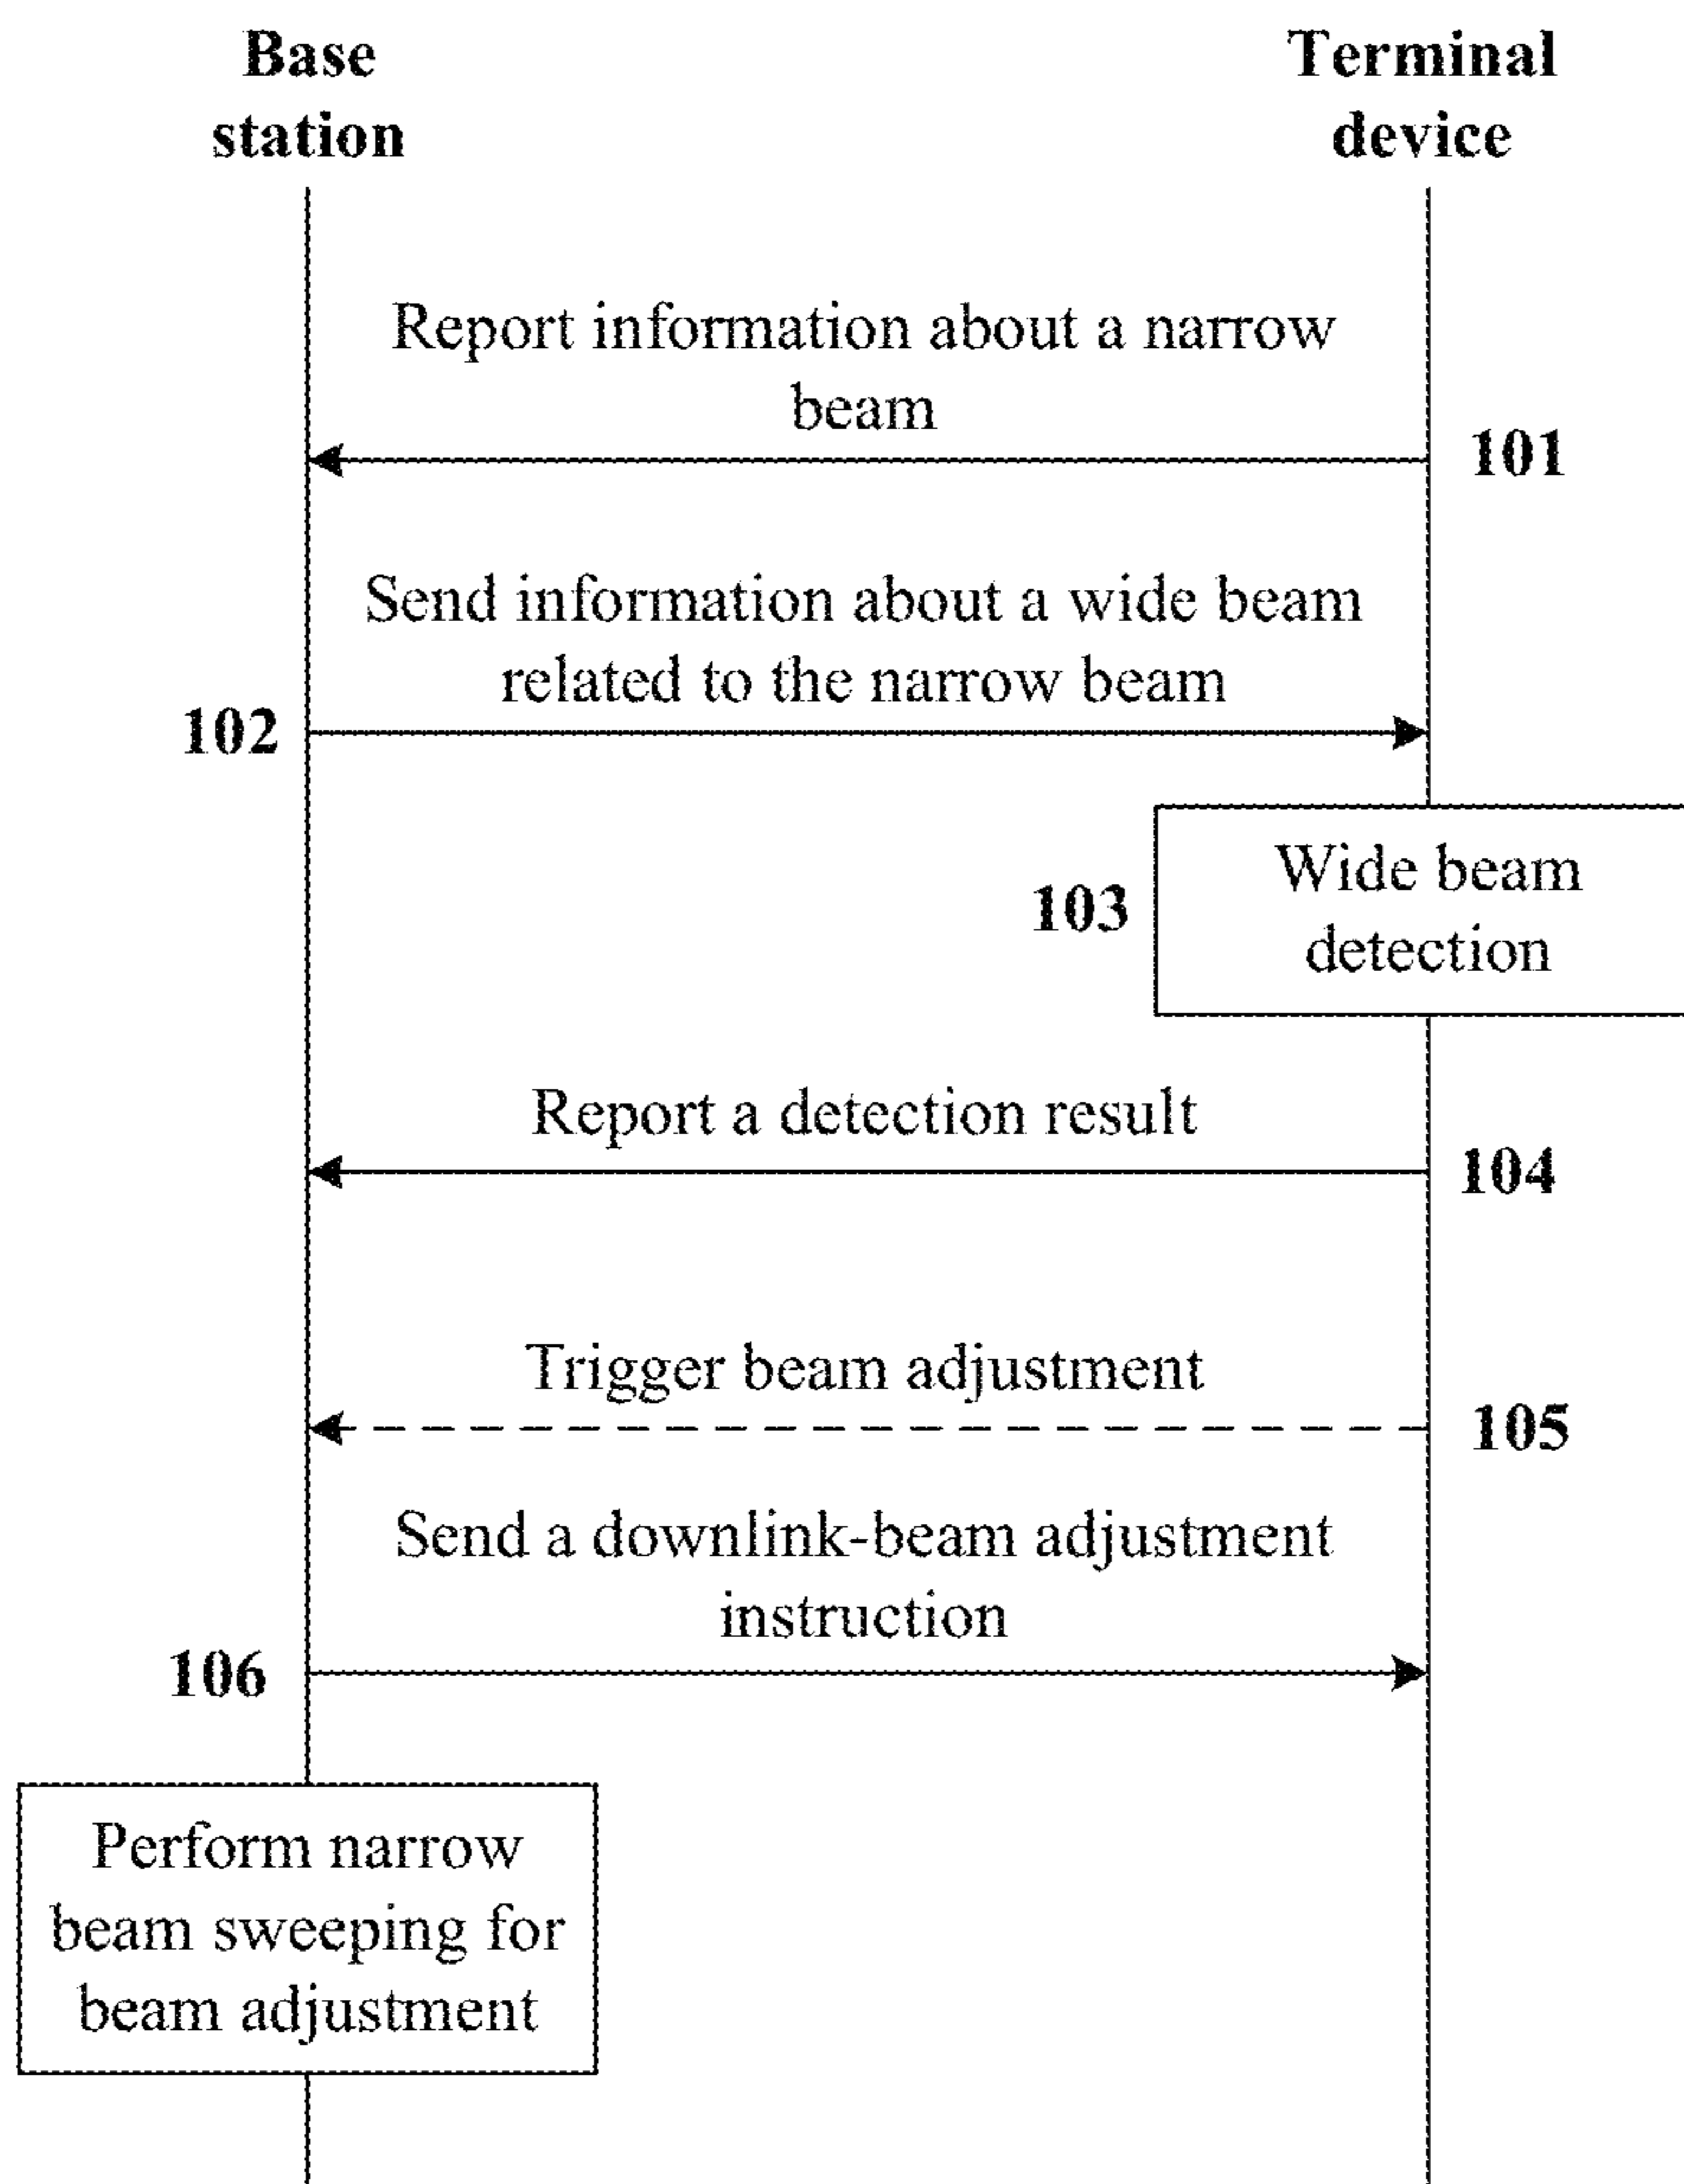 Base
station
Terminal
device
Report information about a narrow
beam
101
Send information about a wide beam
related to the narrow beam
102
Wide beam
detection
103
Report a detection result
104
Trigger beam adjustment
105
Send a downlink-beam adjustment
instruction
106
Perform narrow
beam sweeping for
beam adjustment